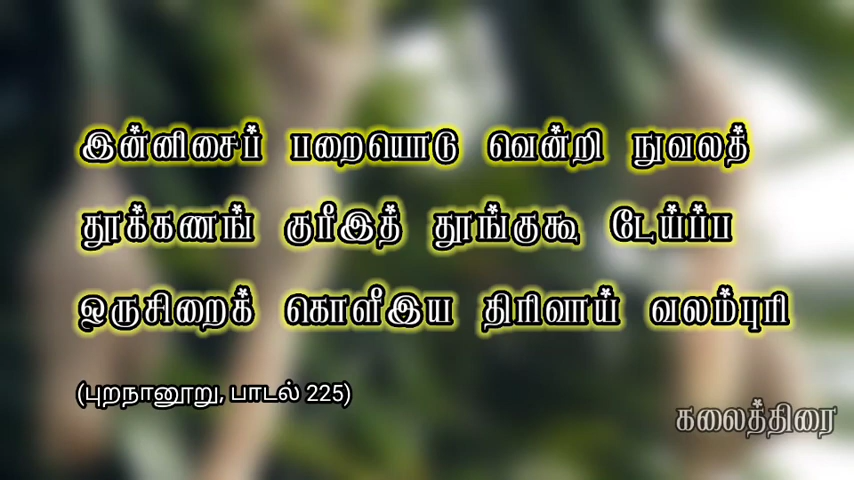 இன்னிசைப் பறையொடு வென்றி நுவலத்
தூக்கணங் குரீஇத் தூங்குகூ டேய்ப்ப
ஒருசிறைக் கொளீஇய திரிவாய் வலம்புரி
(புறநானூறு, பாடல் 225)
கலைத்திரை